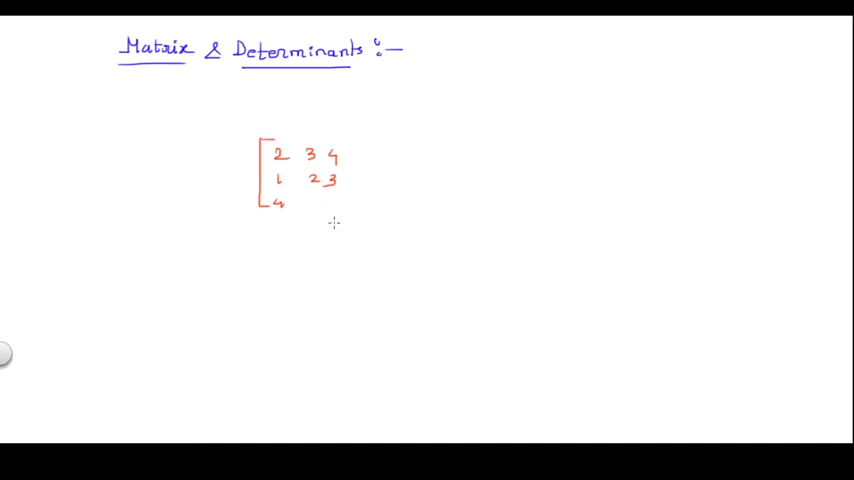 Matrix & Determinants :—
[2 3 4
1 2 3
4